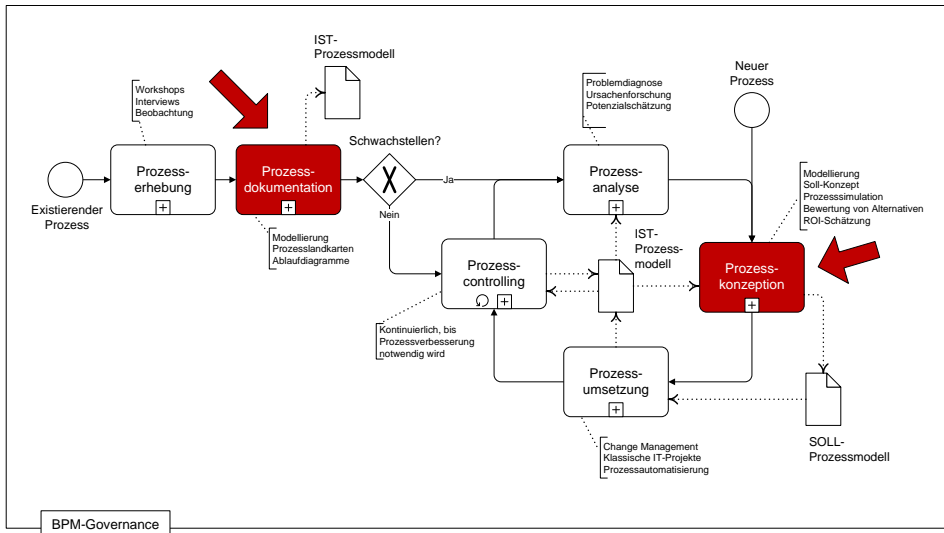 IST-
Prozessmodell
Neuer
Prozess
Workshops
Interviews
Beobachtung
Problemdiagnose
Ursachenforschung
Potenzialschätzung
Schwachstellen?
Prozess-
erhebung
Prozess-
dokumentation
X
Ja
Prozess-
analyse
Modellierung
Soll-Konzept
Prozesssimulation
Bewertung von Alternativen
ROI-Schätzung
Existierender
Prozess
Nein
Modellierung
Prozesslandkarten
Ablaufdiagramme
IST-
Prozess-
modell
Prozess-
controlling
Prozess-
konzeption
Kontinuierlich, bis
Prozessverbesserung
notwendig wird
Prozess-
umsetzung
SOLL-
Prozessmodell
Change Management
Klassische IT-Projekte
Prozessautomatisierung
BPM-Governance